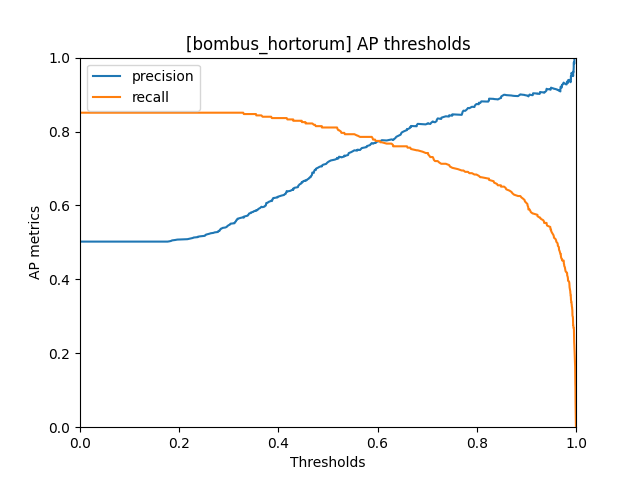 [bombus_hortorum] AP thresholds
precision
recall
AP metrics
1.0
0.8
0.6
0.4
0.2
0.0
0.0 0.2 0.4 0.6 0.8 1.0
Thresholds